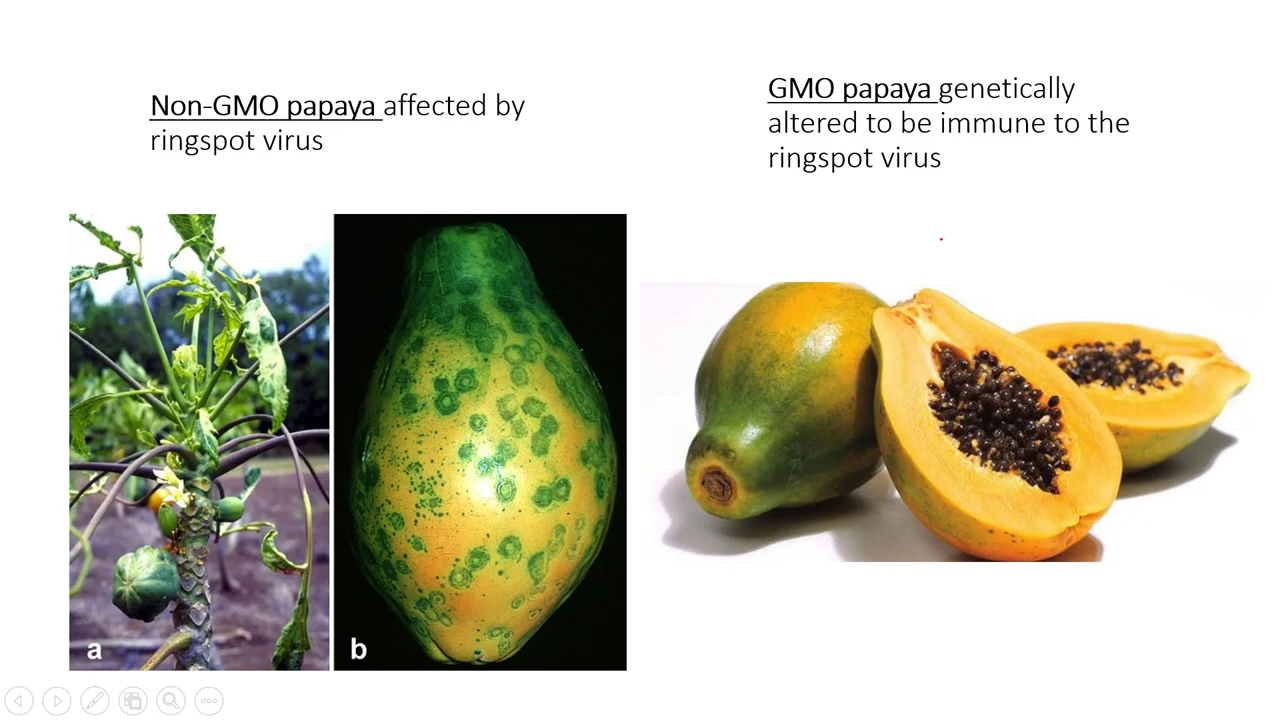 Non-GMO papaya affected by
ringspot virus
GMO papaya genetically
altered to be immune to the
ringspot virus
a
b